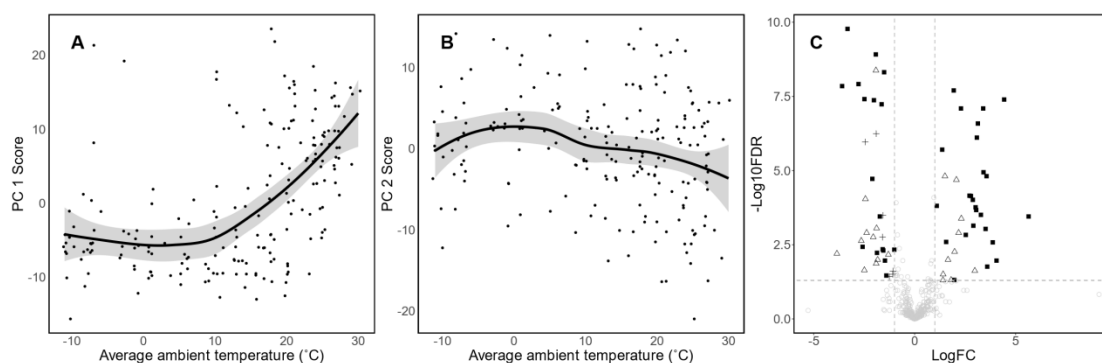 A
PC 1 Score
20
10
0
-10
-10 0 10 20 30
Average ambient temperature (˚C)
B
PC 2 Score
10
0
-10
-20
-10 0 10 20 30
Average ambient temperature (˚C)
C
-Log10FDR
10.0
7.5
5.0
2.5
0.0
-5 0 5
LogFC